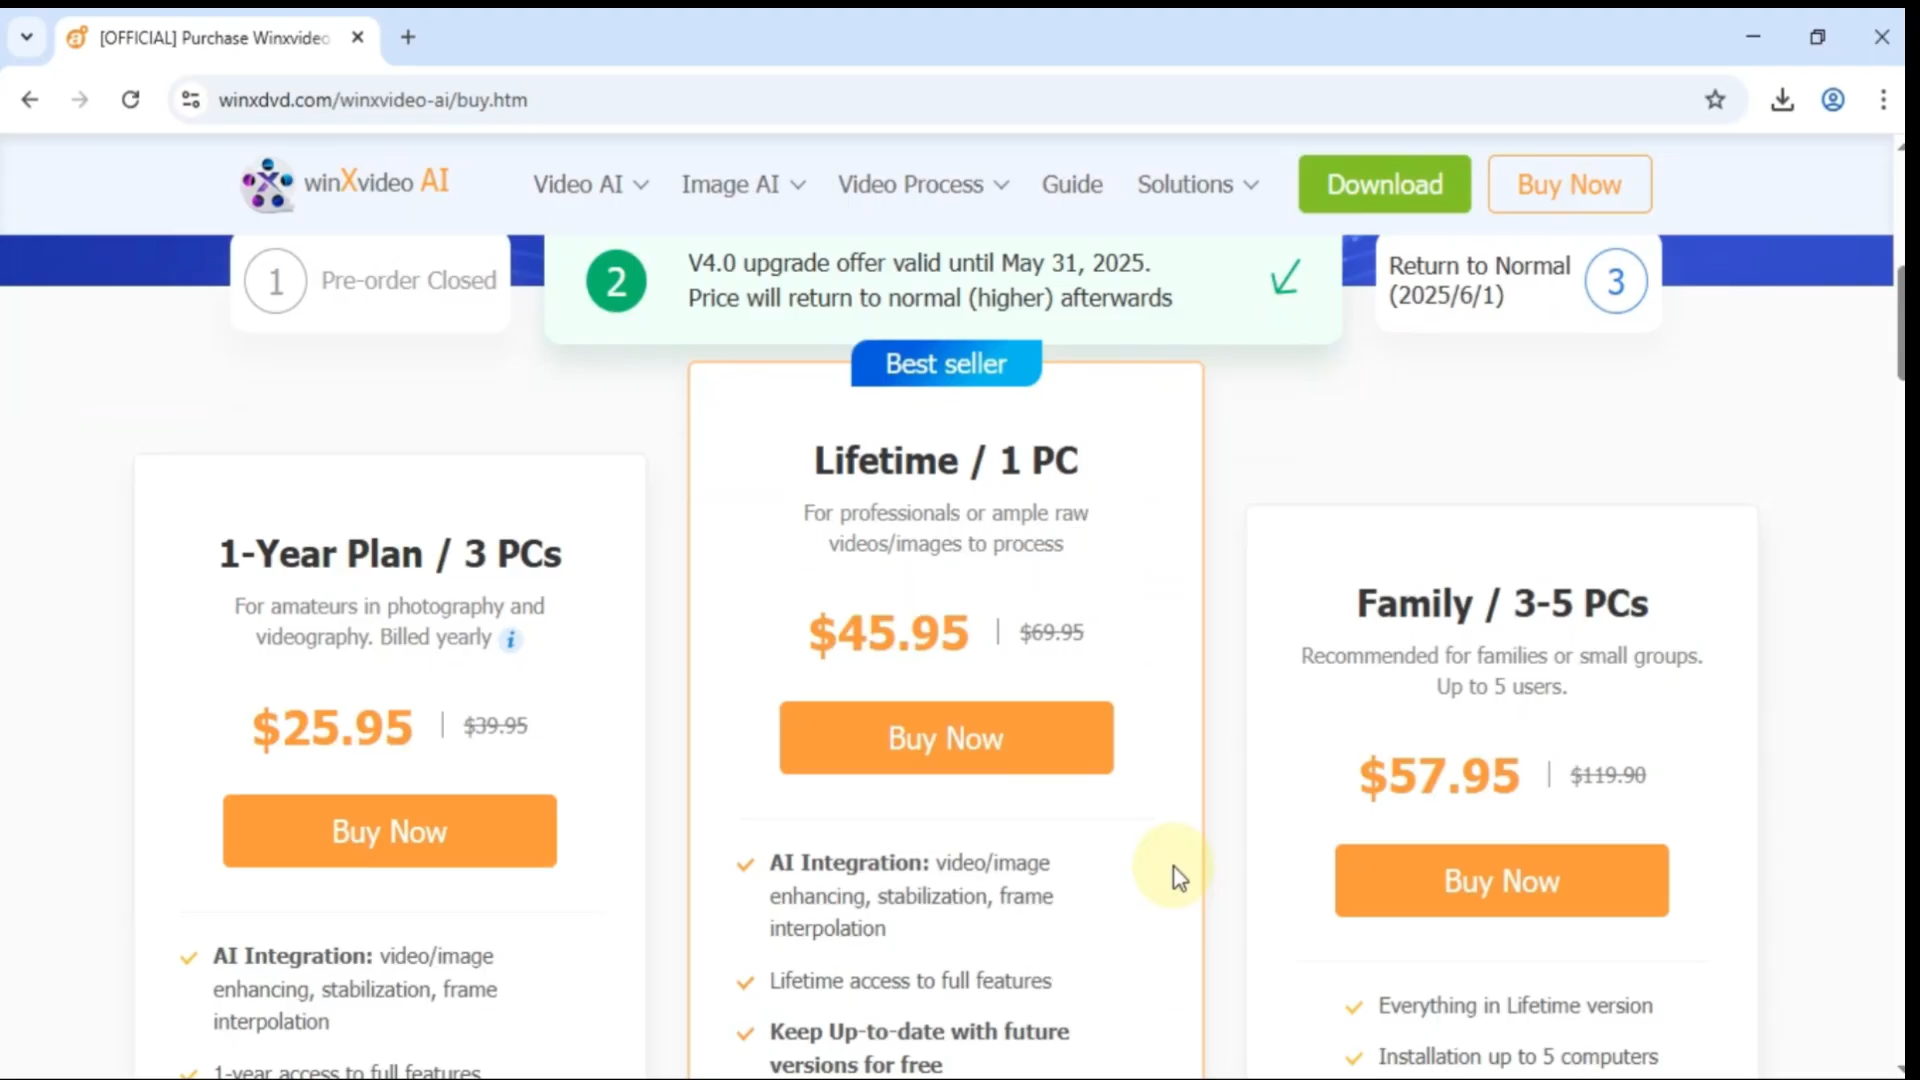 [OFFICIAL] Purchase Winxvideo
winxdvd.com/winxvideo-ai/buy.htm
winXvideo AI
Video AI
Image AI
Video Process
Guide
Solutions
Download
Buy Now
1
Pre-order Closed
2
V4.0 upgrade offer valid until May 31, 2025.
Price will return to normal (higher) afterwards
Return to Normal
(2025/6/1)
3
1-Year Plan / 3 PCs
For amateurs in photography and
videography. Billed yearly i
$25.95 | $39.95
Buy Now
AI Integration: video/image
enhancing, stabilization, frame
interpolation
1-year access to full features
Best seller
Lifetime / 1 PC
For professionals or ample raw
videos/images to process
$45.95 | $69.95
Buy Now
AI Integration: video/image
enhancing, stabilization, frame
interpolation
Lifetime access to full features
Keep Up-to-date with future
versions for free
Family / 3-5 PCs
Recommended for families or small groups.
Up to 5 users.
$57.95 | $119.90
Buy Now
Everything in Lifetime version
Installation up to 5 computers